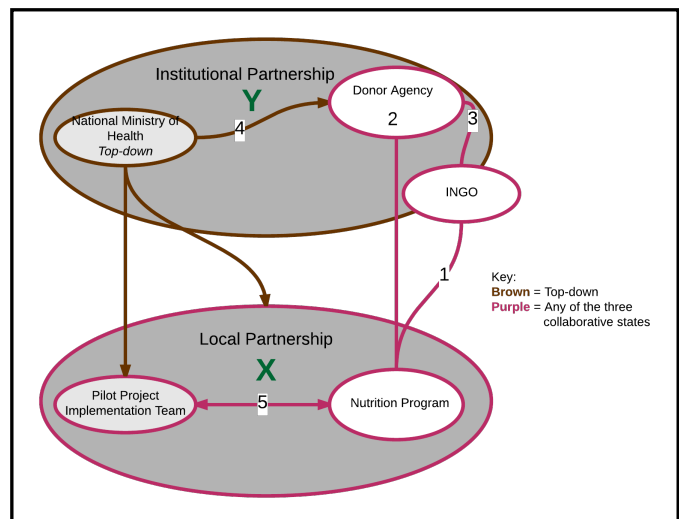 Institutional Partnership
Y
Donor Agency
2
National Ministry of
Health
Top-down
4
3
INGO
1
Key:
Brown = Top-down
Purple = Any of the three
collaborative states
Local Partnership
X
Pilot Project
Implementation Team
5
Nutrition Program